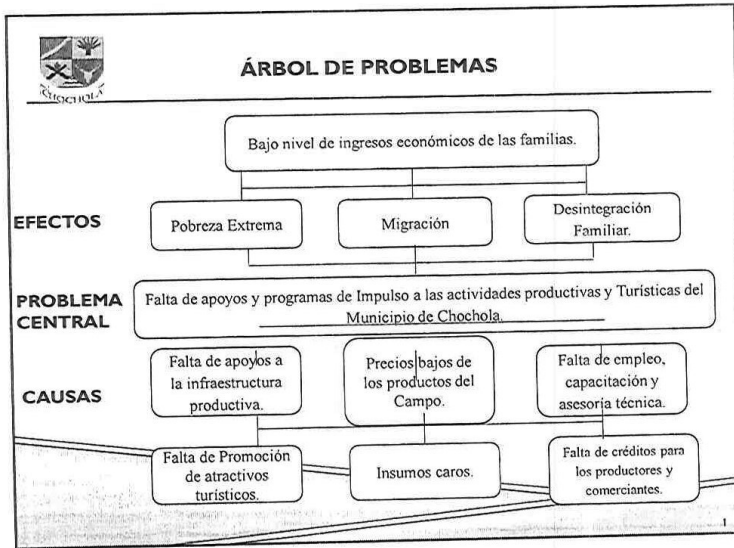 CHOCHOLA
ÁRBOL DE PROBLEMAS
Bajo nivel de ingresos económicos de las familias.
EFECTOS
Pobreza Extrema
Migración
Desintegración
Familiar.
PROBLEMA
CENTRAL
Falta de apoyos y programas de Impulso a las actividades productivas y Turísticas del
Municipio de Chochola.
CAUSAS
Falta de apoyos a
la infraestructura
productiva.
Precios bajos de
los productos del
Campo.
Falta de empleo,
capacitación y
asesoría técnica.
Falta de Promoción
de atractivos
turísticos.
Insumos caros.
Falta de créditos para
los productores y
comerciantes.
1